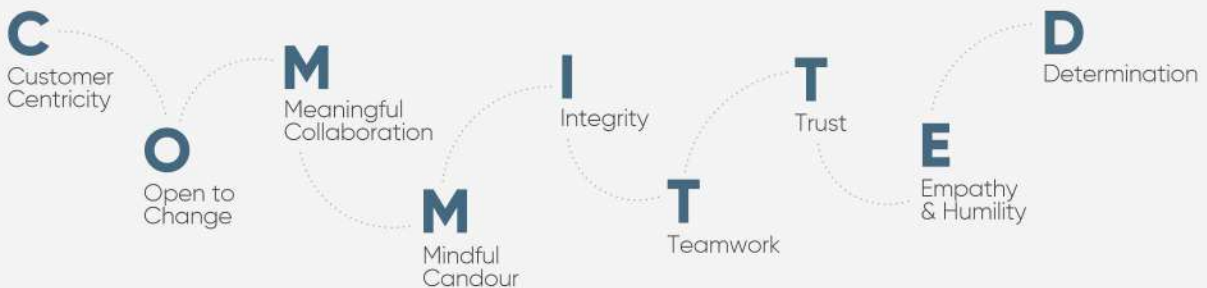 C
Customer
Centricity
O
Open to
Change
M
Meaningful
Collaboration
M
Mindful
Candour
I
Integrity
T
Teamwork
T
Trust
E
Empathy
& Humility
D
Determination